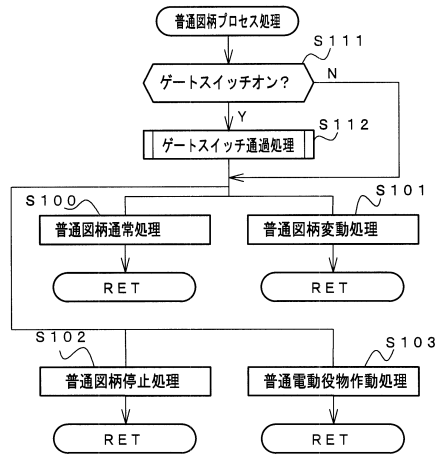 普通図柄プロセス処理
S111
ゲートスイッチオン?
N
Y
S112
ゲートスイッチ通過処理
S100
S101
普通図柄通常処理
普通図柄変動処理
RET
RET
S102
S103
普通図柄停止処理
普通電動役物作動処理
RET
RET